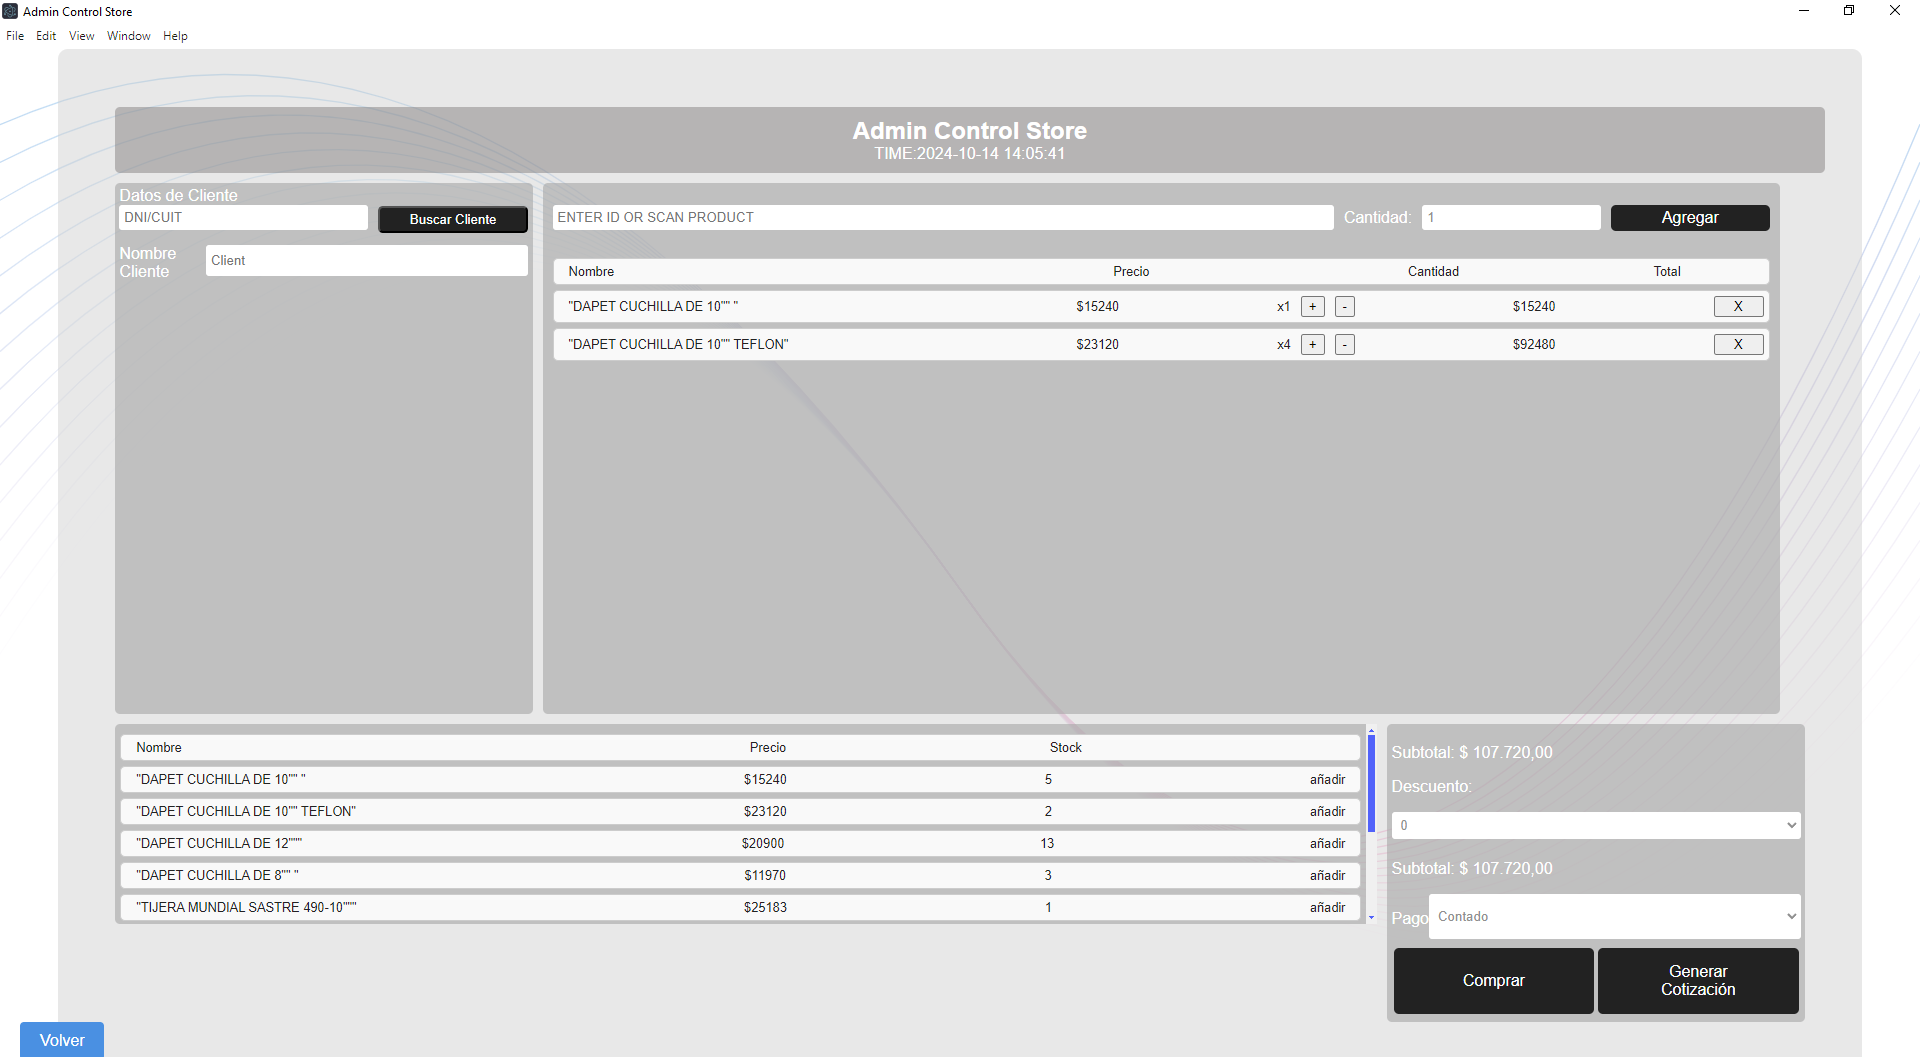 Admin Control Store
File Edit View Window Help
Admin Control Store
TIME:2024-10-14 14:05:41
Datos de Cliente
DNI/CUIT
Buscar Cliente
Nombre
Cliente
Client
ENTER ID OR SCAN PRODUCT
Cantidad:
1
Agregar
Nombre Precio Cantidad Total
"DAPET CUCHILLA DE 10"" " $15240 x1 + - $15240 X
"DAPET CUCHILLA DE 10"" TEFLON" $23120 x4 + - $92480 X
Nombre Precio Stock
"DAPET CUCHILLA DE 10"" " $15240 5 añadir
"DAPET CUCHILLA DE 10"" TEFLON" $23120 2 añadir
"DAPET CUCHILLA DE 12""" $20900 13 añadir
"DAPET CUCHILLA DE 8"" " $11970 3 añadir
"TIJERA MUNDIAL SASTRE 490-10""" $25183 1 añadir
Subtotal: $ 107.720,00
Descuento:
0
Subtotal: $ 107.720,00
Pago
Contado
Comprar
Generar
Cotización
Volver